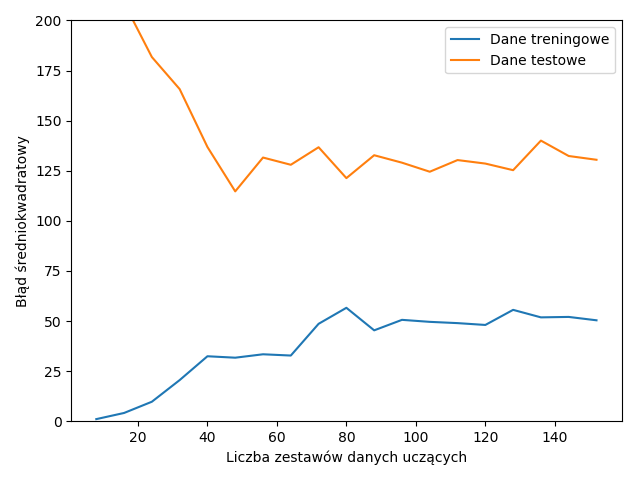 200
175
150
125
100
75
50
25
0
Błąd średniokwadratowy
Dane treningowe
Dane testowe
20 40 60 80 100 120 140
Liczba zestawów danych uczących